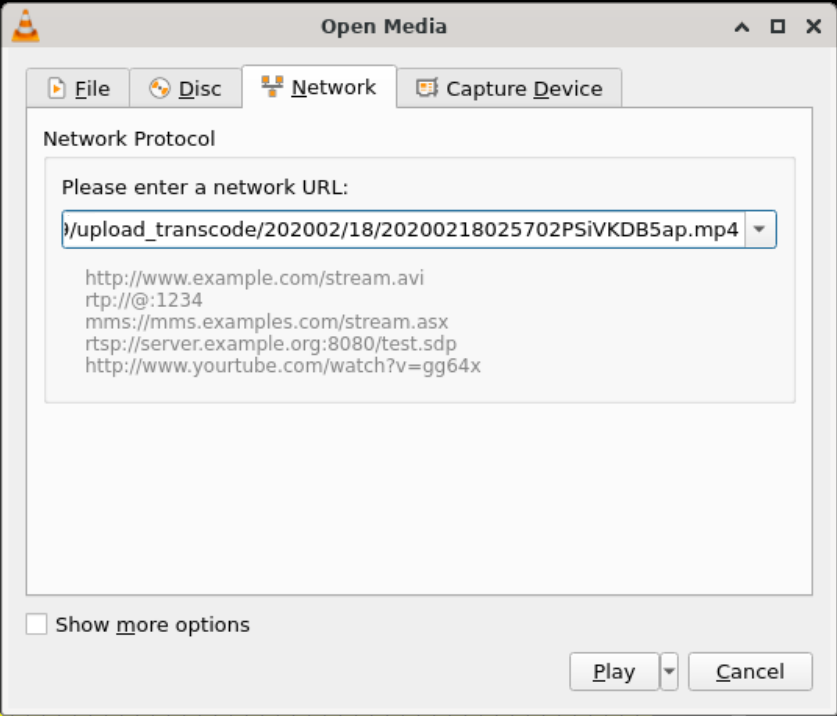 Open Media
File
Disc
Network
Capture Device
Network Protocol
Please enter a network URL:
9/upload_transcode/202002/18/20200218025702PSiVKDB5ap.mp4
http://www.example.com/stream.avi
rtp://@:1234
mms://mms.examples.com/stream.asx
rtsp://server.example.org:8080/test.sdp
http://www.yourtube.com/watch?v=gg64x
Show more options
Play
Cancel